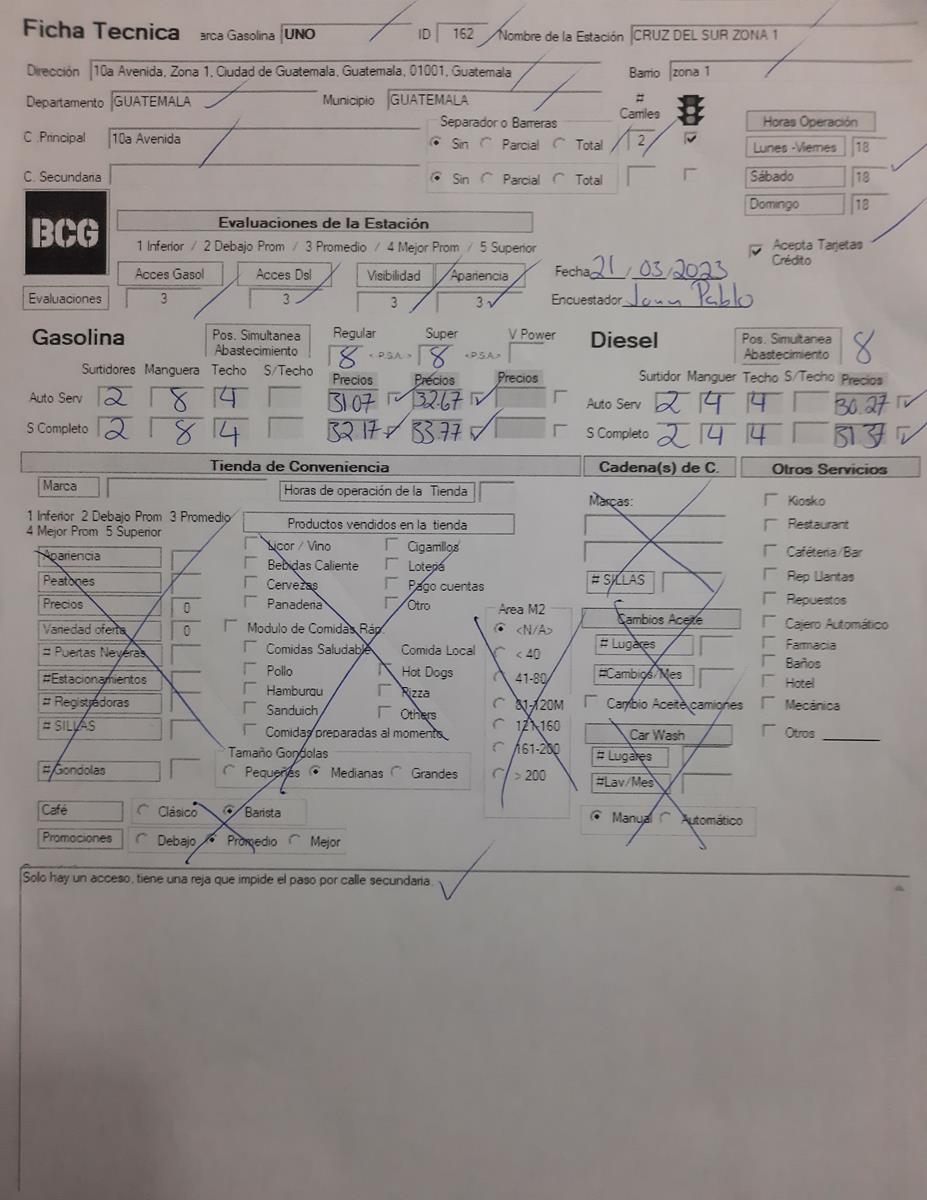 Ficha Tecnica arca Gasolina UNO ID 162 Nombre de la Estación CRUZ DEL SUR ZONA 1
Dirección 10a Avenida, Zona 1, Ciudad de Guatemala, Guatemala, 01001, Guatemala Barrio zona 1
Departamento GUATEMALA Municipio GUATEMALA # Carriles
C .Principal 10a Avenida Separador o Barreras Sin Parcial Total 2
Horas Operación
Lunes -Viernes 18
C. Secundaria Sin Parcial Total
Sábado 18
Domingo 18
BCG
Evaluaciones de la Estación
1 Inferior / 2 Debajo Prom / 3 Promedio / 4 Mejor Prom / 5 Superior
Acepta Tarjetas Crédito
Acces Gasol Acces Dsl Visibilidad Apariencia
Fecha 21/03/2023
Evaluaciones 3 3 3 3
Encuestador Juan Pablo
Gasolina Pos. Simultanea Abastecimiento Regular Super V Power
8 <.P.S.A.> 8 <P.S.A.>
Diesel Pos. Simultanea Abastecimiento 8
Surtidores Manguera Techo S/Techo Precios Precios Precios
Surtidor Manguer Techo S/Techo Precios
Auto Serv 2 8 4 31.07 32.67
Auto Serv 2 4 4 30.27
S Completo 2 8 4 32.17 33.77
S Completo 2 4 4 31.37
Tienda de Conveniencia Cadena(s) de C. Otros Servicios
Marca Horas de operación de la Tienda
1 Inferior 2 Debajo Prom 3 Promedio
4 Mejor Prom 5 Superior
Productos vendidos en la tienda
Apariencia
Peatones
Precios 0
Variedad oferta 0
# Puertas Neveras
#Estacionamientos
# Registradoras
# SILLAS
#Gondolas
Licor / Vino Cigarrillos
Bebidas Caliente Lotería
Cervezas Pago cuentas
Panaderia Otro
Modulo de Comidas Ráp.
Comidas Saludable Comida Local
Pollo Hot Dogs
Hamburqu Pizza
Sanduich Others
Comidas preparadas al momento
Tamaño Gondolas
Pequeñas Medianas Grandes
Area M2
<N/A>
< 40
41-80
81-120M
121-160
161-200
> 200
Marcas:
# SILLAS
Cambios Aceite
# Lugares
#Cambios/Mes
Cambio Aceite camiones
Car Wash
# Lugares
#Lav/Mes
Manual Automático
Kiosko
Restaurant
Caféteria/Bar
Rep Llantas
Repuestos
Cajero Automático
Farmacia
Baños
Hotel
Mecánica
Otros
Café Clásico Barista
Promociones Debajo Promedio Mejor
Solo hay un acceso, tiene una reja que impide el paso por calle secundaria.